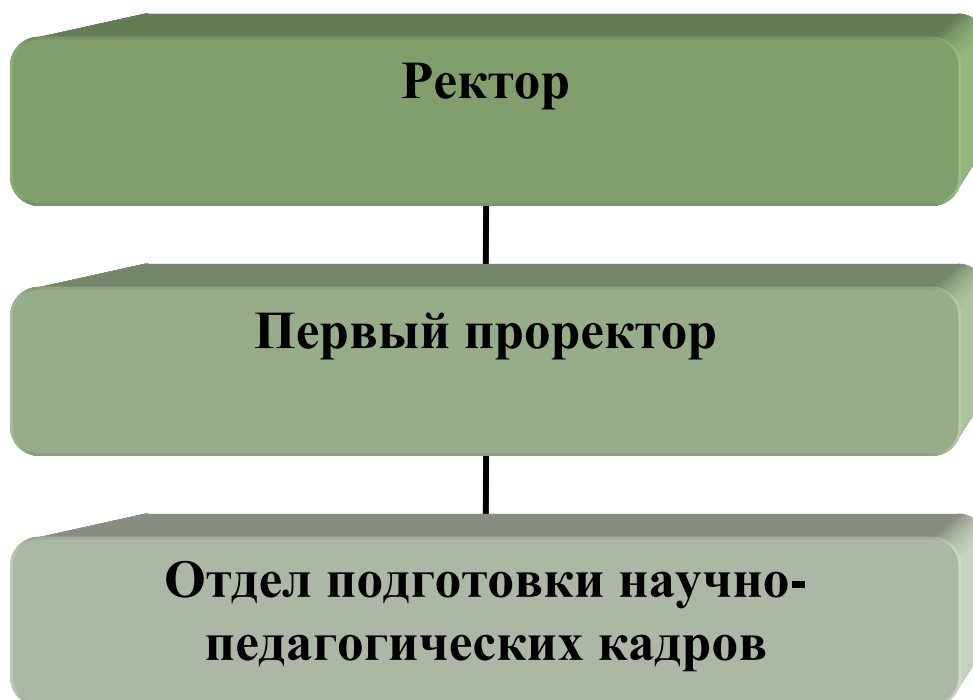 Ректор
Первый проректор
Отдел подготовки научно-
педагогических кадров